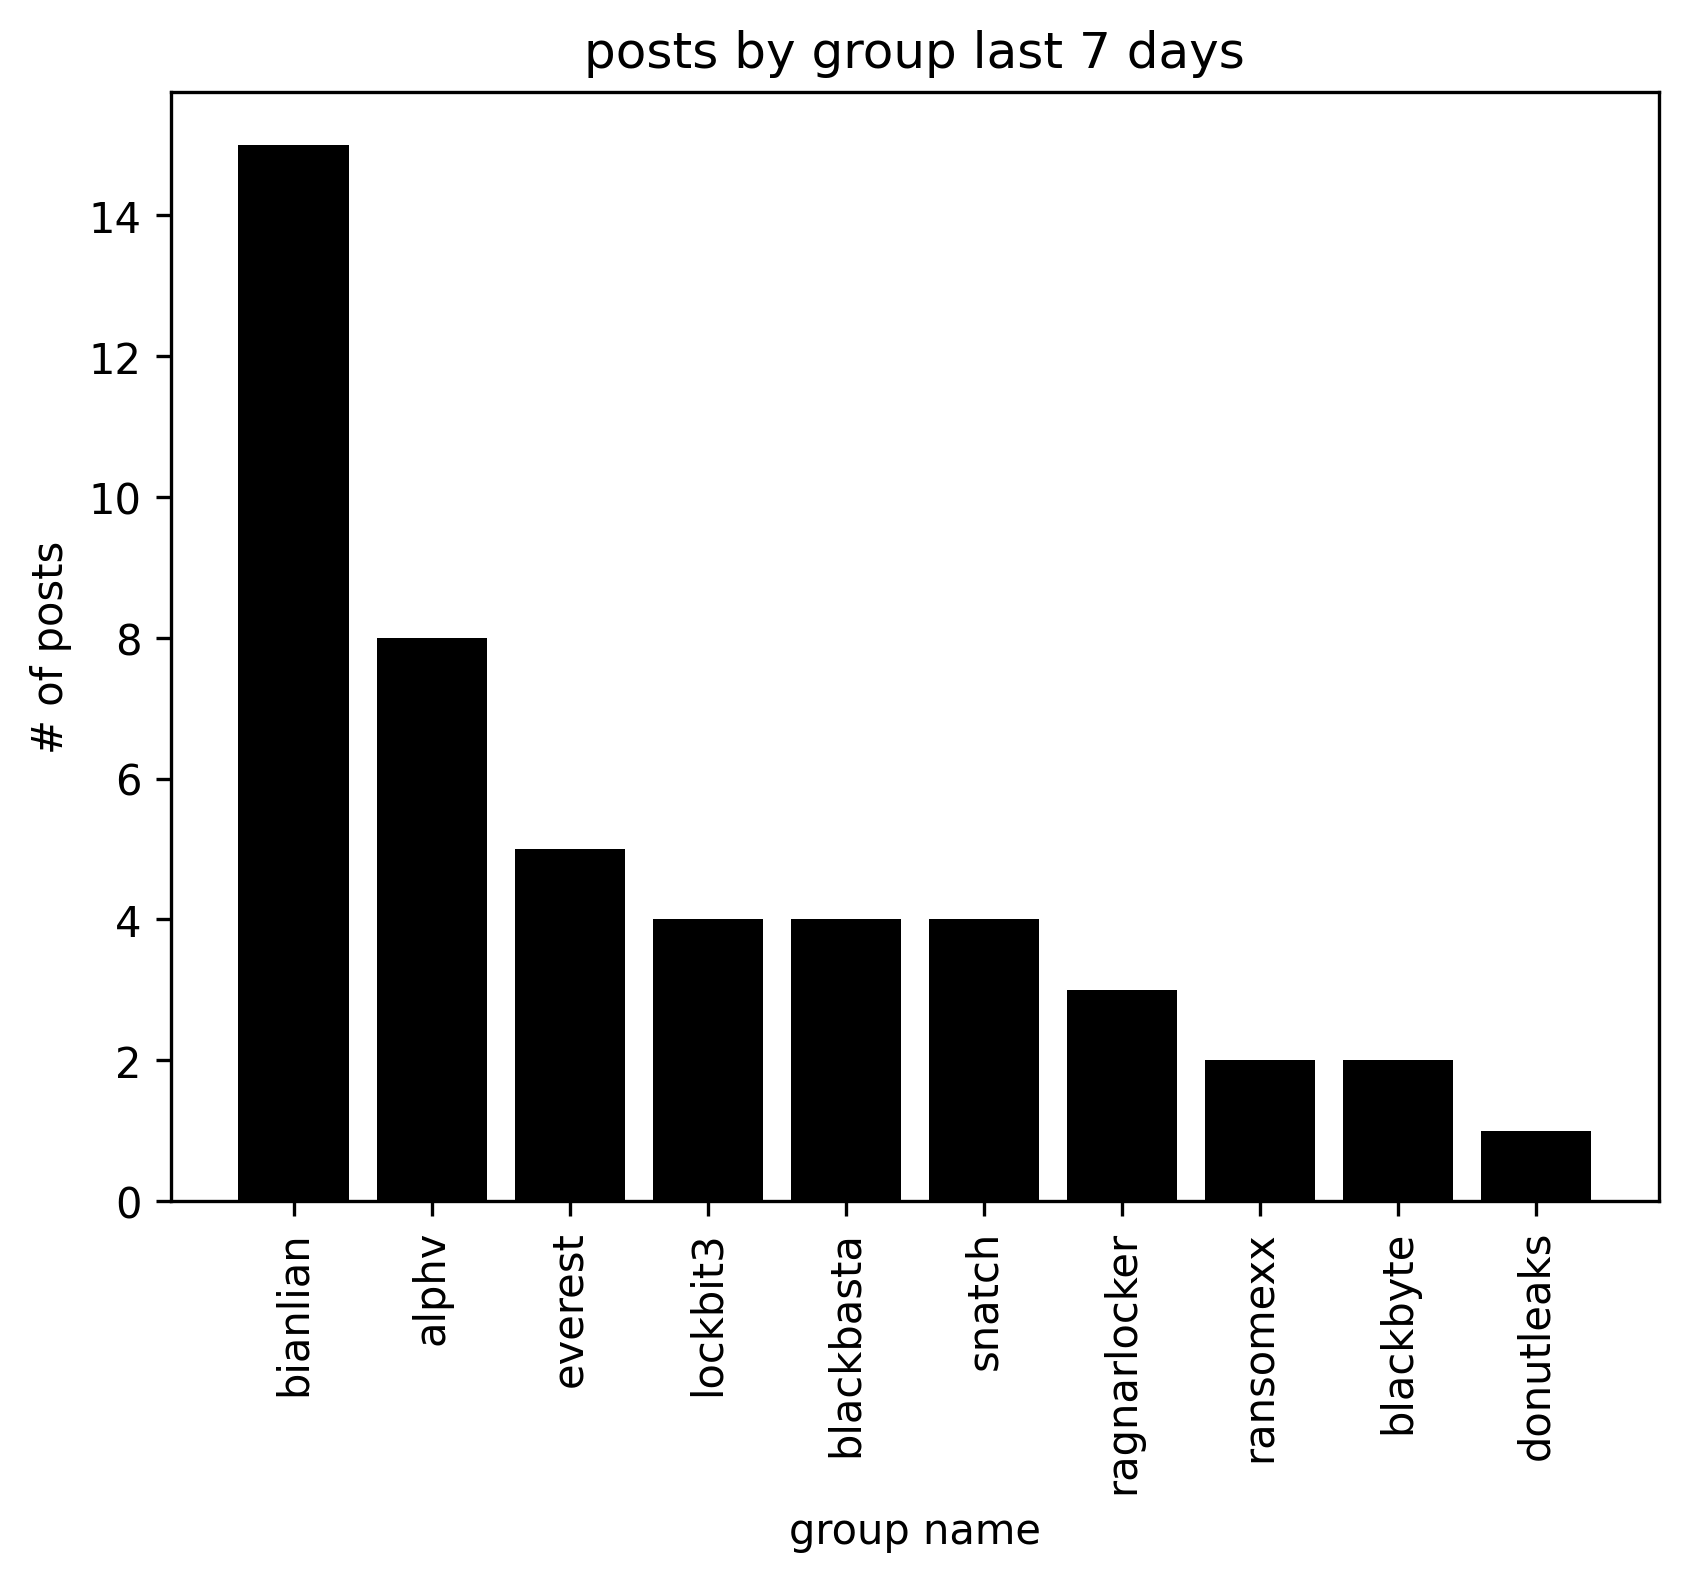 posts by group last 7 days
14
12
10
8
6
4
2
0
# of posts
bianlian
alphv
everest
lockbit3
blackbasta
snatch
ragnarlocker
ransomexx
blackbyte
donutleaks
group name